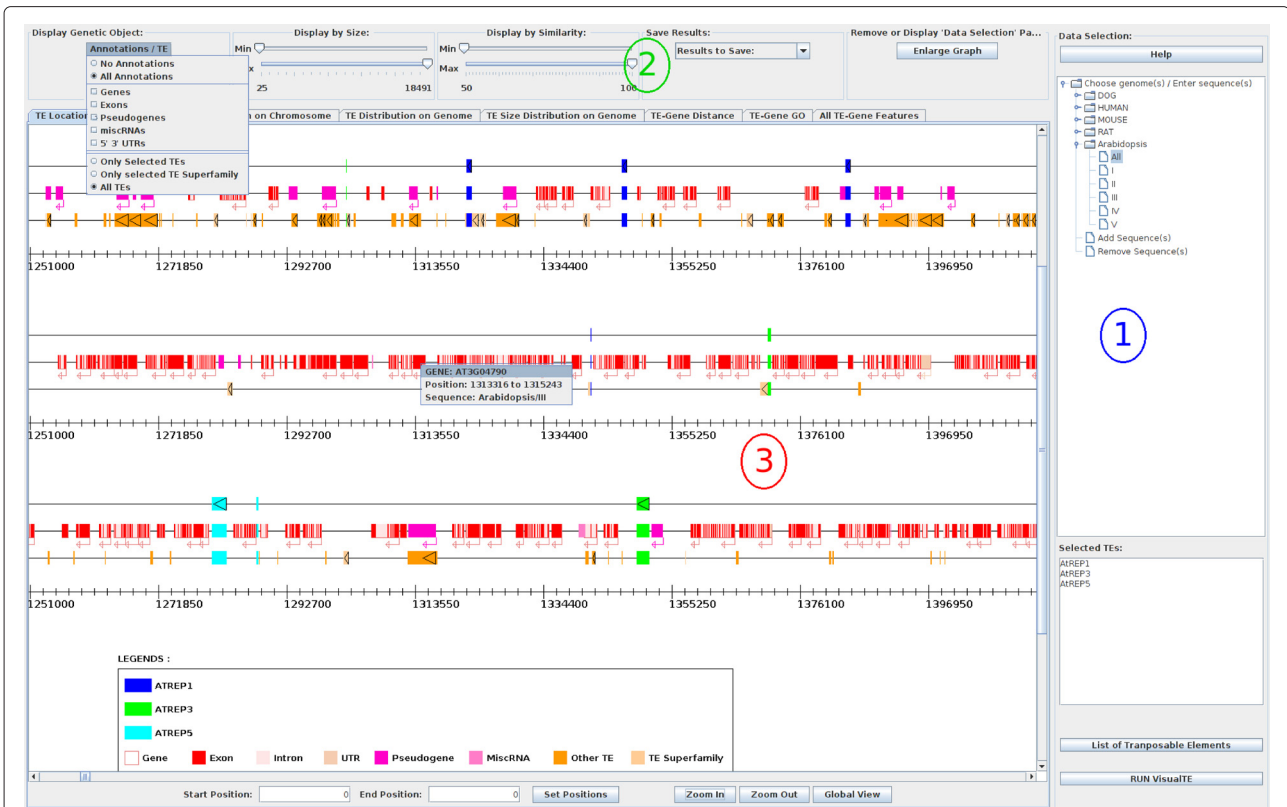 Display Genetic Object:
Annotations / TE
No Annotations
All Annotations
Genes
Exons
Pseudogenes
miscRNAs
5' 3' UTRs
Only Selected TEs
Only selected TE Superfamily
All TEs
Display by Size:
Min
25 18491
Display by Similarity:
Min
Max
50 100
2
Save Results:
Results to Save:
Remove or Display 'Data Selection' Pa...
Enlarge Graph
TE Location
on Chromosome
TE Distribution on Genome
TE Size Distribution on Genome
TE-Gene Distance
TE-Gene GO
All TE-Gene Features
1251000 1271850 1292700 1313550 1334400 1355250 1376100 1396950
GENE: AT3G04790
Position: 1313316 to 1315243
Sequence: Arabidopsis/III
1251000 1271850 1292700 1313550 1334400 1355250 1376100 1396950
3
1251000 1271850 1292700 1313550 1334400 1355250 1376100 1396950
LEGENDS :
ATREP1
ATREP3
ATREP5
Gene Exon Intron UTR Pseudogene MiscRNA Other TE TE Superfamily
Start Position: 0 End Position: 0 Set Positions Zoom In Zoom Out Global View
Data Selection:
Help
Choose genome(s) / Enter sequence(s)
DOG
HUMAN
MOUSE
RAT
Arabidopsis
All
I
II
III
IV
V
Add Sequence(s)
Remove Sequence(s)
1
Selected TEs:
AtREP1
AtREP3
AtREP5
List of Tranposable Elements
RUN VisualTE